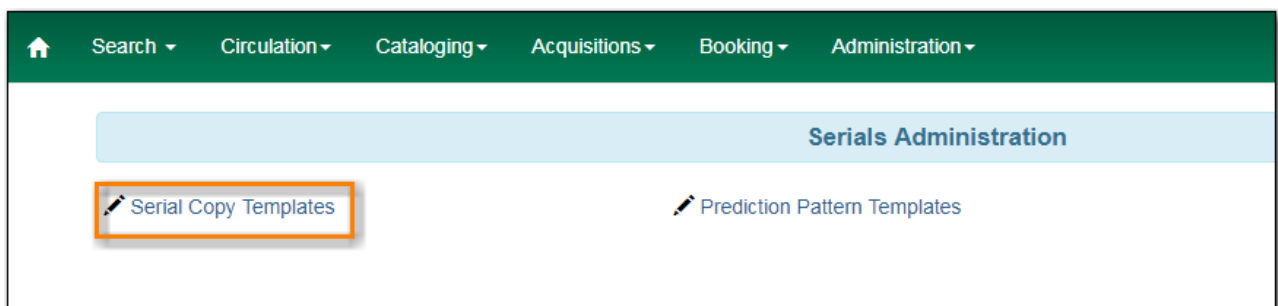 Search Circulation Cataloging Acquisitions Booking Administration
Serials Administration
Serial Copy Templates Prediction Pattern Templates